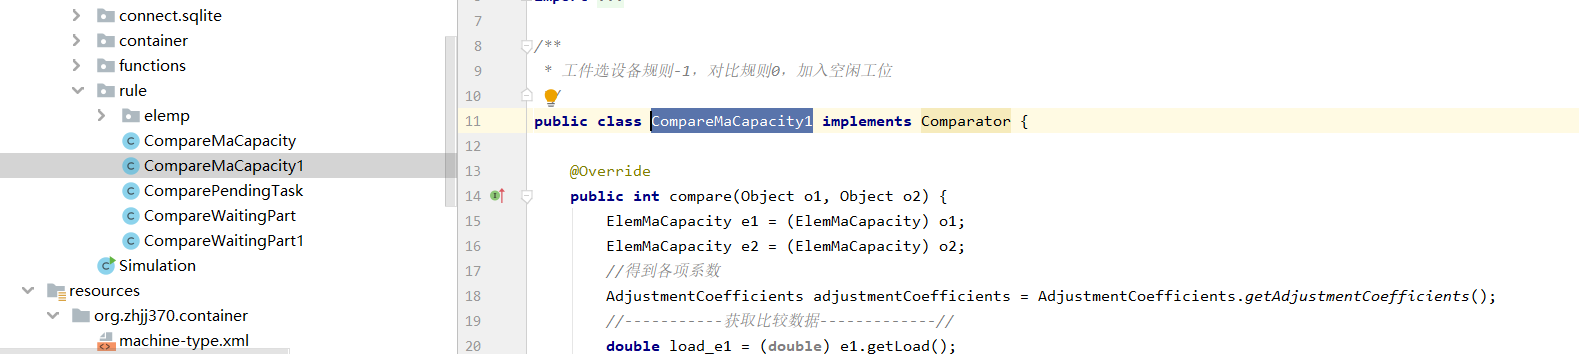 connect.sqlite
container
functions
rule
elemp
CompareMaCapacity
CompareMaCapacity1
ComparePendingTask
CompareWaitingPart
CompareWaitingPart1
Simulation
resources
org.zhjj370.container
machine-type.xml
7
8 /**
9 * 工件选设备规则-1，对比规则0，加入空闲工位
10 /
11 public class CompareMaCapacity1 implements Comparator {
12
13 @Override
14 public int compare(Object o1, Object o2) {
15 ElemMaCapacity e1 = (ElemMaCapacity) o1;
16 ElemMaCapacity e2 = (ElemMaCapacity) o2;
17 //得到各项系数
18 AdjustmentCoefficients adjustmentCoefficients = AdjustmentCoefficients.getAdjustmentCoefficients();
19 //-----------获取比较数据-------------//
20 double load_e1 = (double) e1.getLoad();